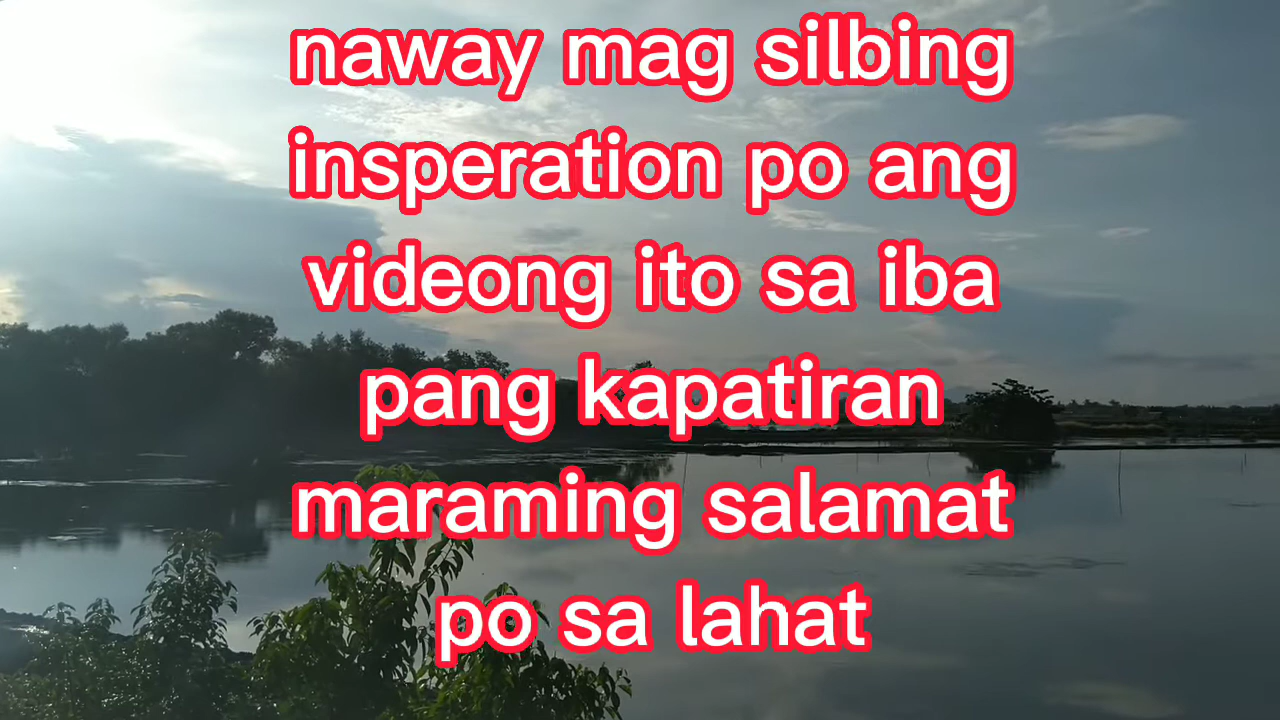 naway mag silbing
insperation po ang
videong ito sa iba
pang kapatiran
maraming salamat
po sa lahat